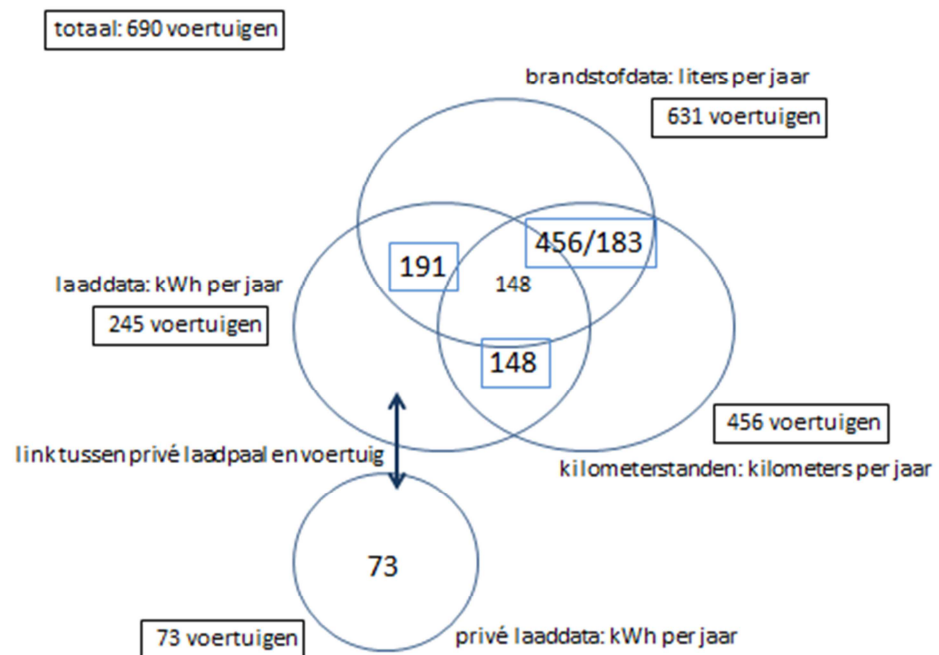 totaal: 690 voertuigen
brandstofdata: liters per jaar
631 voertuigen
456/183
191
148
laaddata: kWh per jaar
245 voertuigen
148
456 voertuigen
link tussen privé laadpaal en voertuig
kilometerstanden: kilometers per jaar
73
73 voertuigen
privé laaddata: kWh per jaar